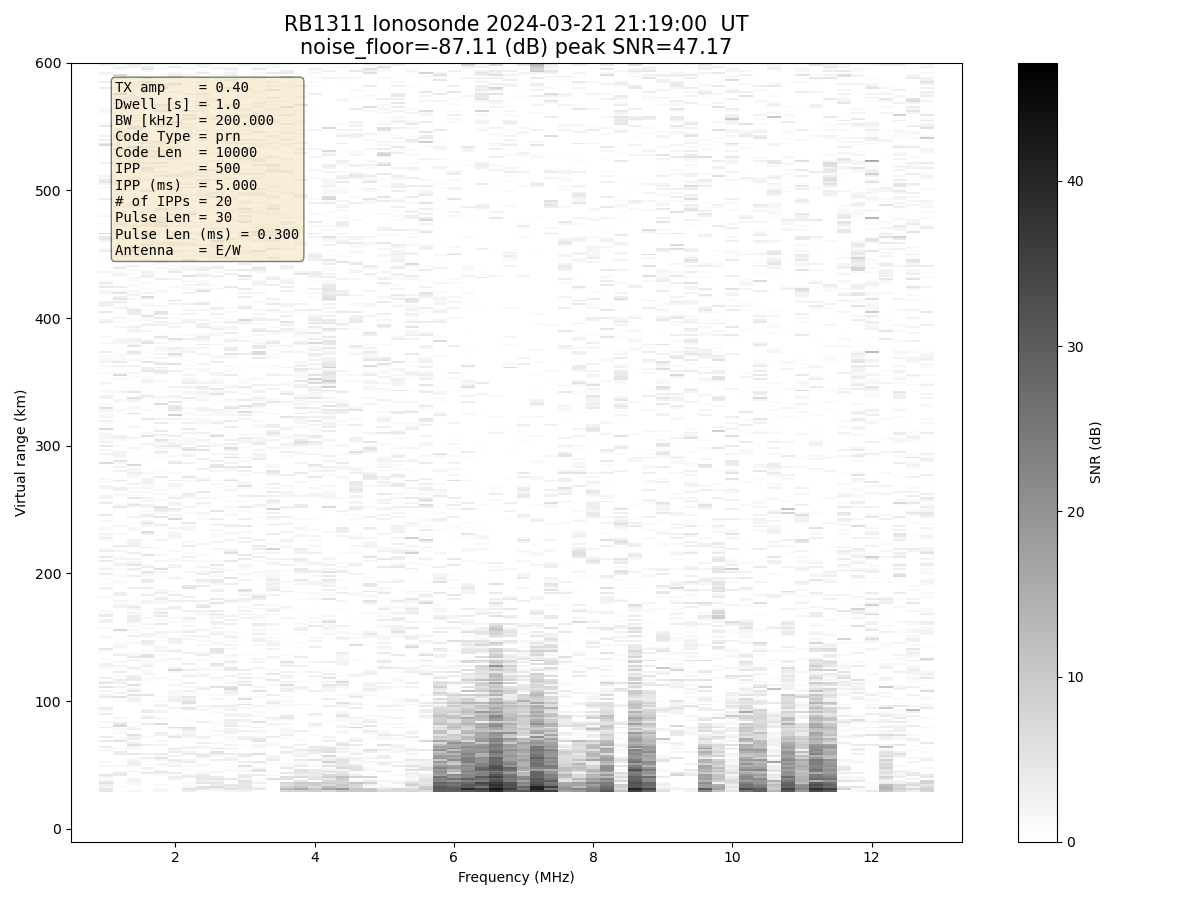 RB1311 Ionosonde 2024-03-21 21:19:00  UT
noise_floor=-87.11 (dB) peak SNR=47.17
TX amp    = 0.40
Dwell [s] = 1.0
BW [kHz]  = 200.000
Code Type = prn
Code Len  = 10000
IPP       = 500
IPP (ms)  = 5.000
# of IPPs = 20
Pulse Len = 30
Pulse Len (ms) = 0.300
Antenna   = E/W
600
500
400
300
200
100
0
Virtual range (km)
2 4 6 8 10 12
Frequency (MHz)
40
30
20
10
0
SNR (dB)